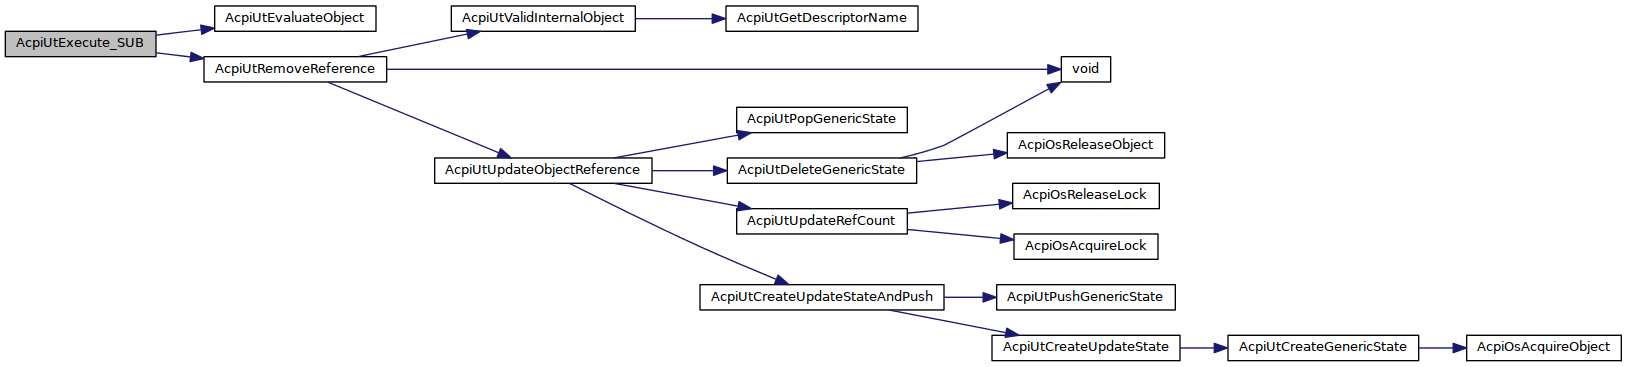 AcpiUtExecute_SUB
AcpiUtEvaluateObject
AcpiUtRemoveReference
AcpiUtValidInternalObject
AcpiUtGetDescriptorName
void
AcpiUtUpdateObjectReference
AcpiUtPopGenericState
AcpiUtDeleteGenericState
AcpiOsReleaseObject
AcpiUtUpdateRefCount
AcpiOsReleaseLock
AcpiOsAcquireLock
AcpiUtCreateUpdateStateAndPush
AcpiUtPushGenericState
AcpiUtCreateUpdateState
AcpiUtCreateGenericState
AcpiOsAcquireObject